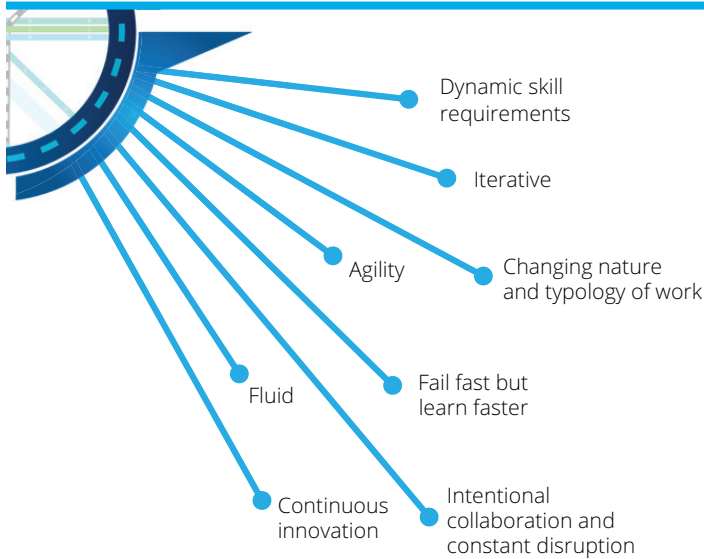 Dynamic skill
requirements
Iterative
Agility
Changing nature
and typology of work
Fluid
Fail fast but
learn faster
Continuous
innovation
Intentional
collaboration and
constant disruption